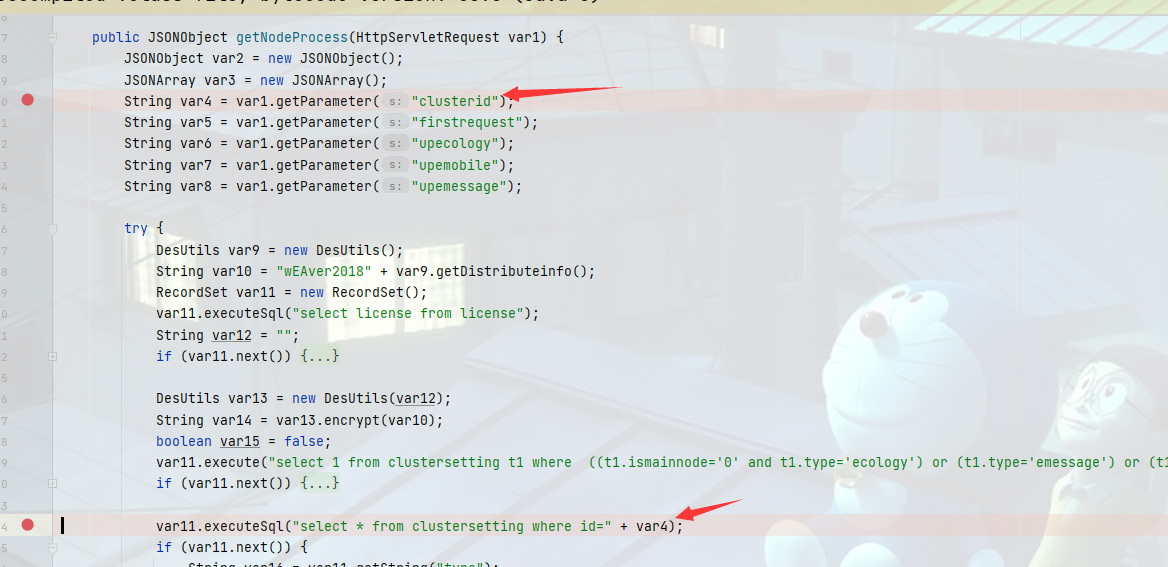 public JSONObject getNodeProcess(HttpServletRequest var1) {
JSONObject var2 = new JSONObject();
JSONArray var3 = new JSONArray();
String var4 = var1.getParameter( s: "clusterid");
String var5 = var1.getParameter( s: "firstrequest");
String var6 = var1.getParameter( s: "upecology");
String var7 = var1.getParameter( s: "upemobile");
String var8 = var1.getParameter( s: "upemessage");
try {
DesUtils var9 = new DesUtils();
String var10 = "wEAver2018" + var9.getDistributeinfo();
RecordSet var11 = new RecordSet();
var11.executeSql("select license from license");
String var12 = "";
if (var11.next()) {...}
DesUtils var13 = new DesUtils(var12);
String var14 = var13.encrypt(var10);
boolean var15 = false;
var11.execute("select 1 from clustersetting t1 where  ((t1.ismainnode='0' and t1.type='ecology') or (t1.type='emessage') or (t1
if (var11.next()) {...}
var11.executeSql("select * from clustersetting where id=" + var4);
if (var11.next()) {
String var16 = var11.getString("type");